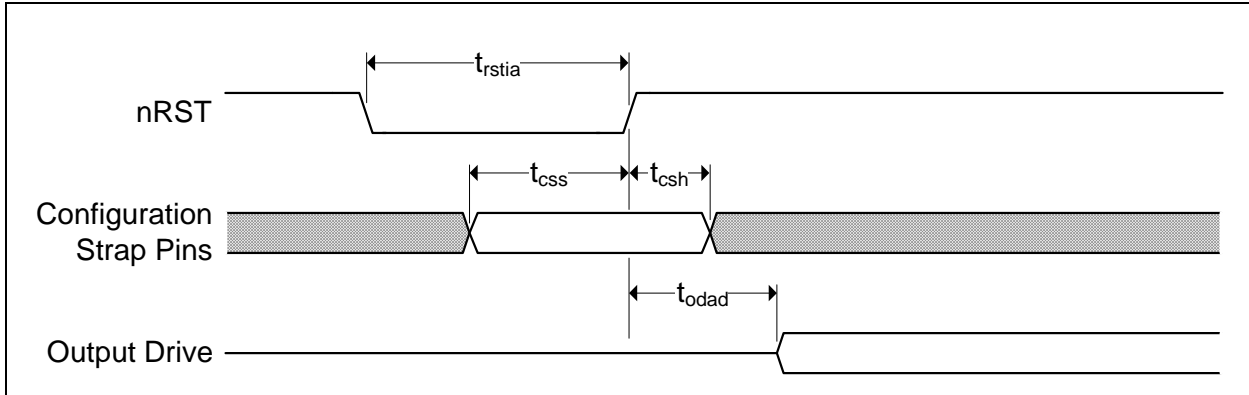 t_rstia
nRST
t_css
t_csh
Configuration
Strap Pins
t_odad
Output Drive